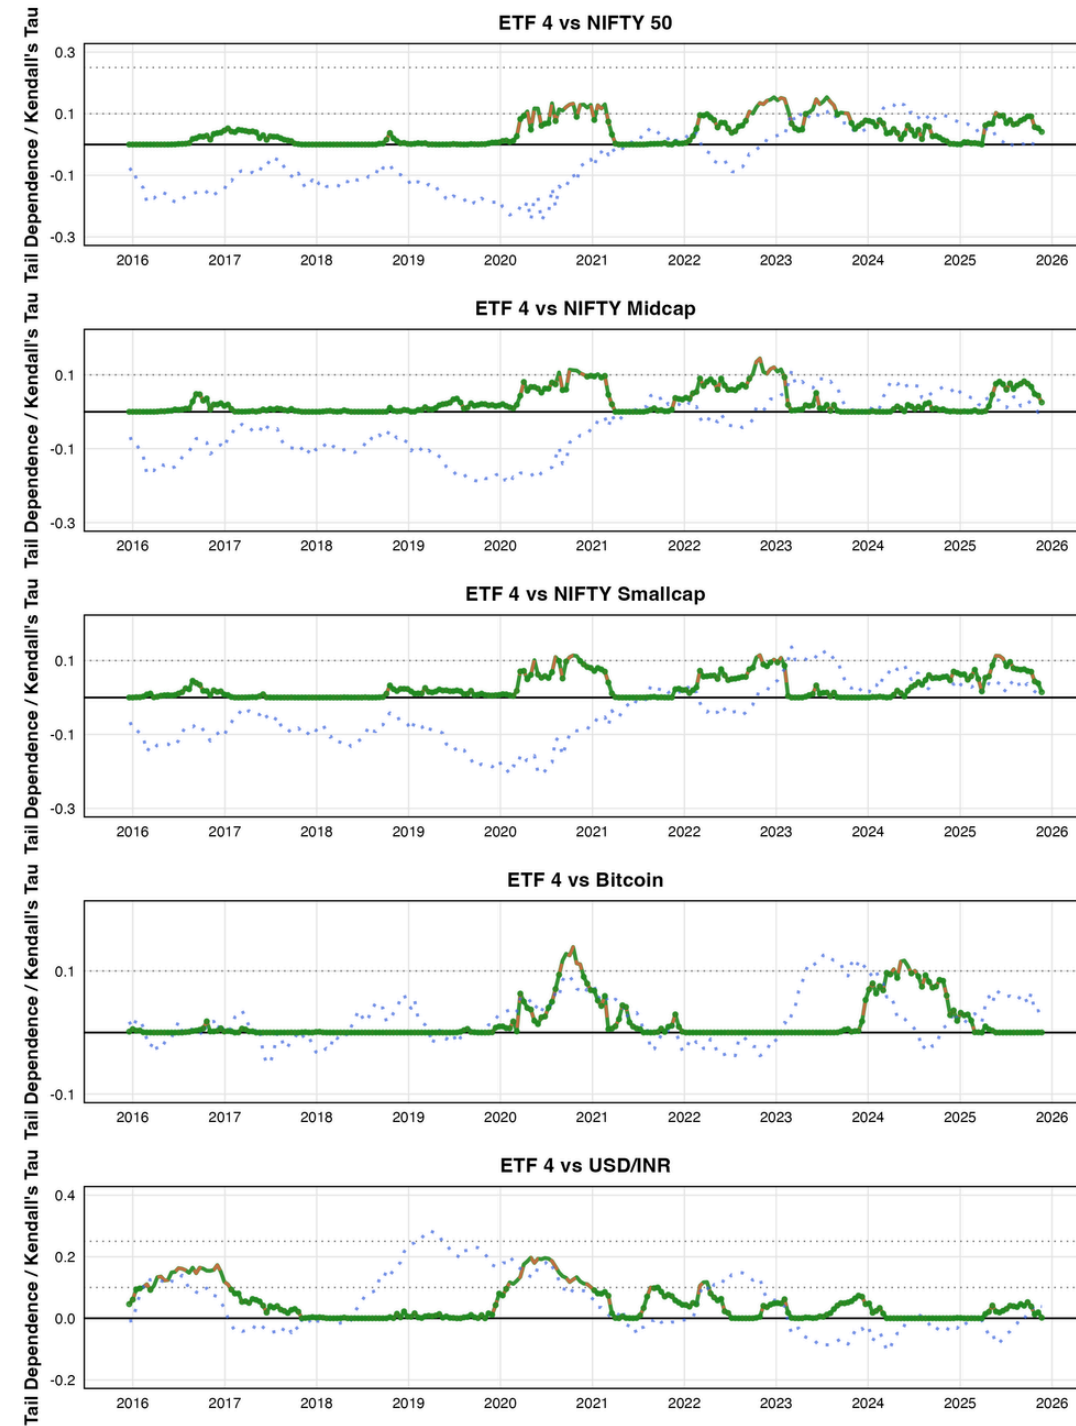 ETF 4 vs NIFTY 50
Tail Dependence / Kendall's Tau
0.3
0.1
-0.1
-0.3
2016 2017 2018 2019 2020 2021 2022 2023 2024 2025 2026
ETF 4 vs NIFTY Midcap
Tail Dependence / Kendall's Tau
0.1
-0.1
-0.3
2016 2017 2018 2019 2020 2021 2022 2023 2024 2025 2026
ETF 4 vs NIFTY Smallcap
Tail Dependence / Kendall's Tau
0.1
-0.1
-0.3
2016 2017 2018 2019 2020 2021 2022 2023 2024 2025 2026
ETF 4 vs Bitcoin
Tail Dependence / Kendall's Tau
0.1
-0.1
2016 2017 2018 2019 2020 2021 2022 2023 2024 2025 2026
ETF 4 vs USD/INR
Tail Dependence / Kendall's Tau
0.4
0.2
0.0
-0.2
2016 2017 2018 2019 2020 2021 2022 2023 2024 2025 2026